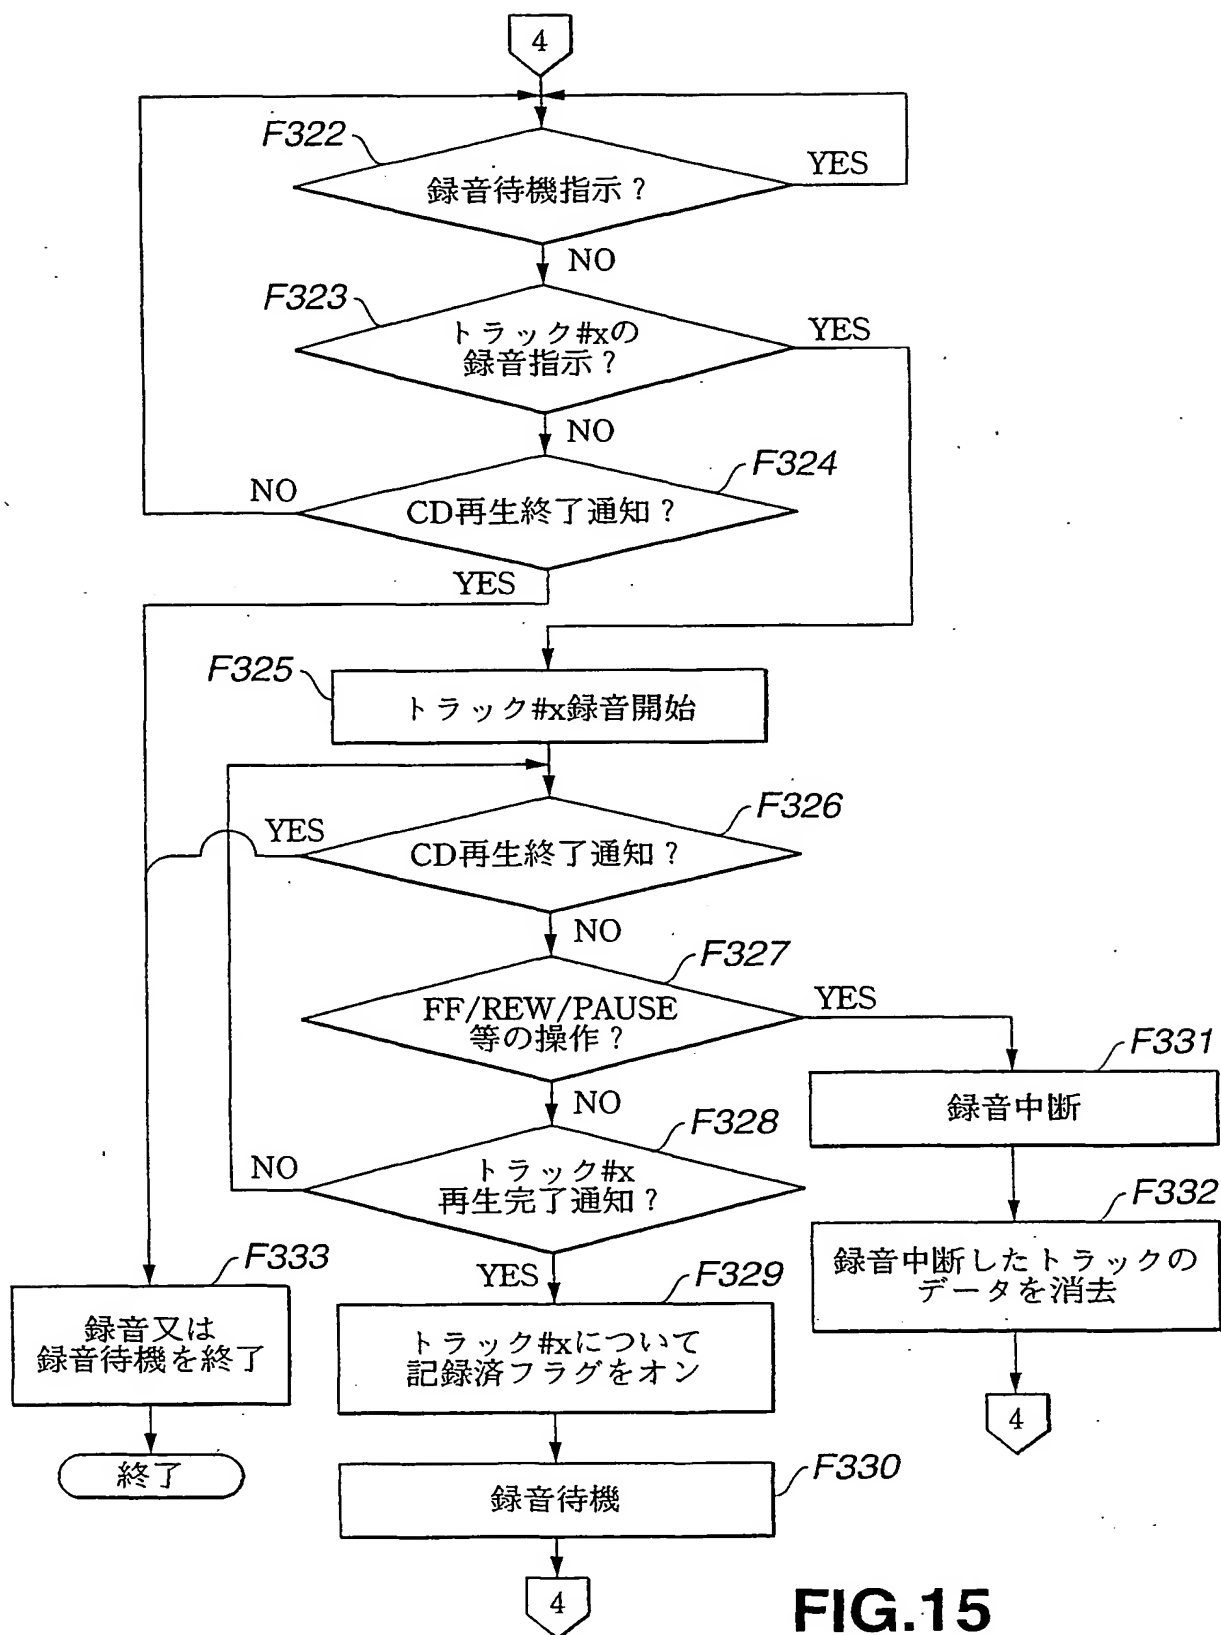 4
F322
録音待機指示?
YES
NO
F323
トラック#xの
録音指示?
YES
NO
F324
CD再生終了通知?
NO
YES
F325
トラック#x録音開始
F326
CD再生終了通知?
YES
NO
F327
FF/REW/PAUSE
等の操作?
YES
NO
F331
録音中断
F328
トラック#x
再生完了通知?
NO
YES
F332
録音中断したトラックの
データを消去
4
F333
録音又は
録音待機を終了
終了
F329
トラック#xについて
記録済フラグをオン
F330
録音待機
4
FIG.15